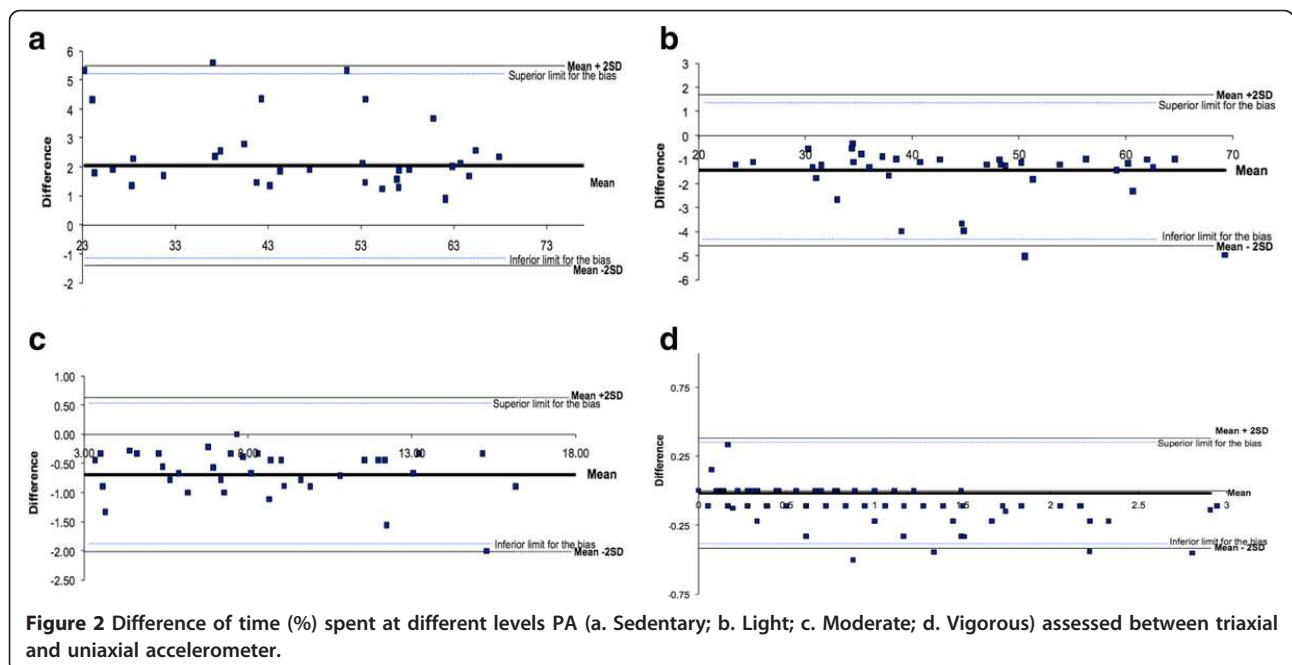 a
6
5
4
3
2
1
0
-1
-2
Difference
23 33 43 53 63 73
Mean + 2SD
Superior limit for the bias
Mean
Inferior limit for the bias
Mean -2SD
b
3
2
1
0
-1
-2
-3
-4
-5
-6
Difference
20 30 40 50 60 70
Mean +2SD
Superior limit for the bias
Mean
Inferior limit for the bias
Mean - 2SD
c
1.00
0.50
0.00
-0.50
-1.00
-1.50
-2.00
-2.50
Difference
3.00 8.00 13.00 18.00
Mean +2SD
Superior limit for the bias
Mean
Inferior limit for the bias
Mean -2SD
d
0.75
0.25
-0.25
-0.75
Difference
0 0.5 1 1.5 2 2.5 3
Mean + 2SD
Superior limit for the bias
Mean
Inferior limit for the bias
Mean - 2SD
Figure 2 Difference of time (%) spent at different levels PA (a. Sedentary; b. Light; c. Moderate; d. Vigorous) assessed between triaxial
and uniaxial accelerometer.